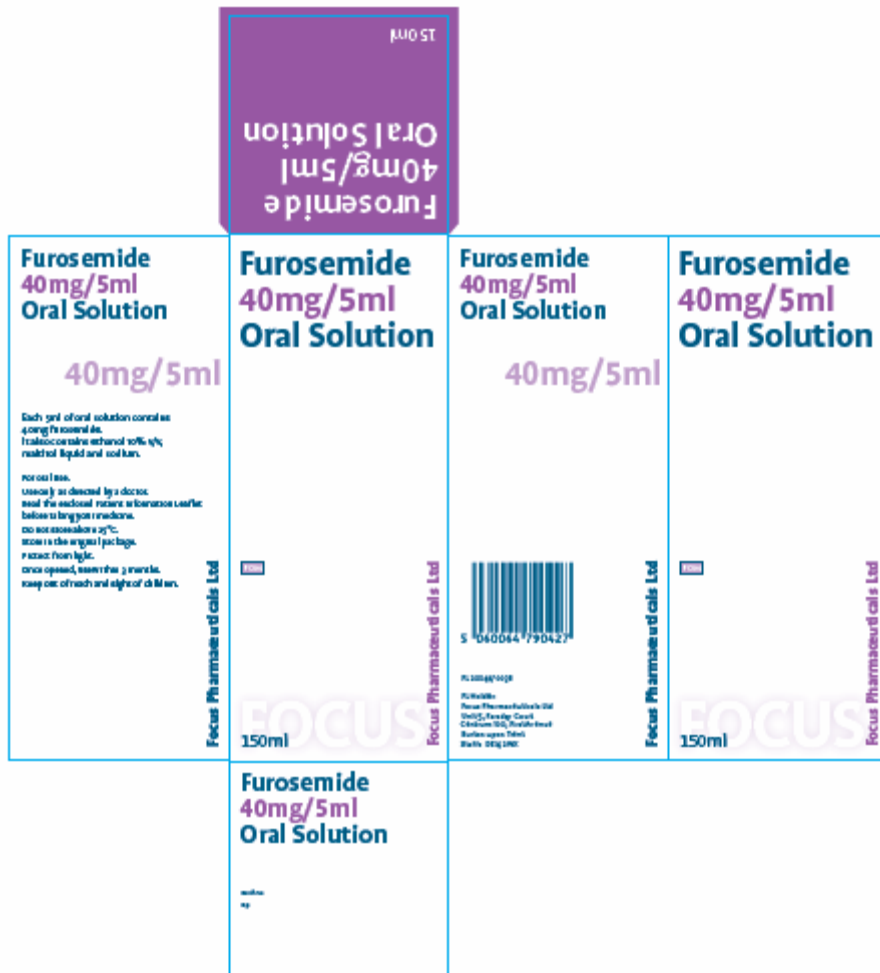 150ml
Furosemide
40mg/5ml
Oral Solution
Furosemide
40mg/5ml
Oral Solution
40mg/5ml
Each 5ml of oral solution contains
40mg furosemide.
It also contains ethanol 10% v/v,
maltitol liquid and sodium.
For oral use.
Use only as directed by a doctor.
Read the enclosed Patient Information Leaflet
before taking your medicine.
Do not store above 25°C.
Store in the original package.
Protect from light.
Once opened, use within 3 months.
Keep out of reach and sight of children.
Focus Pharmaceuticals Ltd
Furosemide
40mg/5ml
Oral Solution
POM
FOCUS
150ml
Focus Pharmaceuticals Ltd
Furosemide
40mg/5ml
Oral Solution
40mg/5ml
5 060064 790427
PL Holder:
Focus Pharmaceuticals Ltd
Burton upon Trent
Focus Pharmaceuticals Ltd
Furosemide
40mg/5ml
Oral Solution
POM
FOCUS
150ml
Focus Pharmaceuticals Ltd
Furosemide
40mg/5ml
Oral Solution